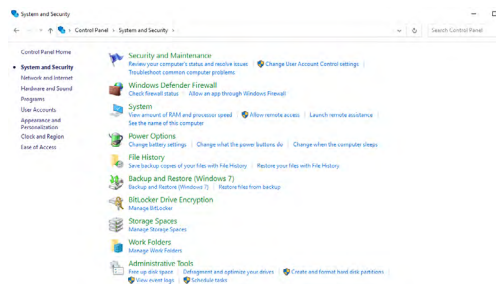 System and Security
Control Panel > System and Security >
Search Control Panel
Control Panel Home
System and Security
Network and Internet
Hardware and Sound
Programs
User Accounts
Appearance and
Personalization
Clock and Region
Ease of Access
Security and Maintenance
Review your computer's status and resolve issues | Change User Account Control settings |
Troubleshoot common computer problems
Windows Defender Firewall
Check firewall status | Allow an app through Windows Firewall
System
View amount of RAM and processor speed | Allow remote access | Launch remote assistance |
See the name of this computer
Power Options
Change battery settings | Change what the power buttons do | Change when the computer sleeps
File History
Save backup copies of your files with File History | Restore your files with File History
Backup and Restore (Windows 7)
Backup and Restore (Windows 7) | Restore files from backup
BitLocker Drive Encryption
Manage BitLocker
Storage Spaces
Manage Storage Spaces
Work Folders
Manage Work Folders
Administrative Tools
Free up disk space | Defragment and optimize your drives | Create and format hard disk partitions |
View event logs | Schedule tasks